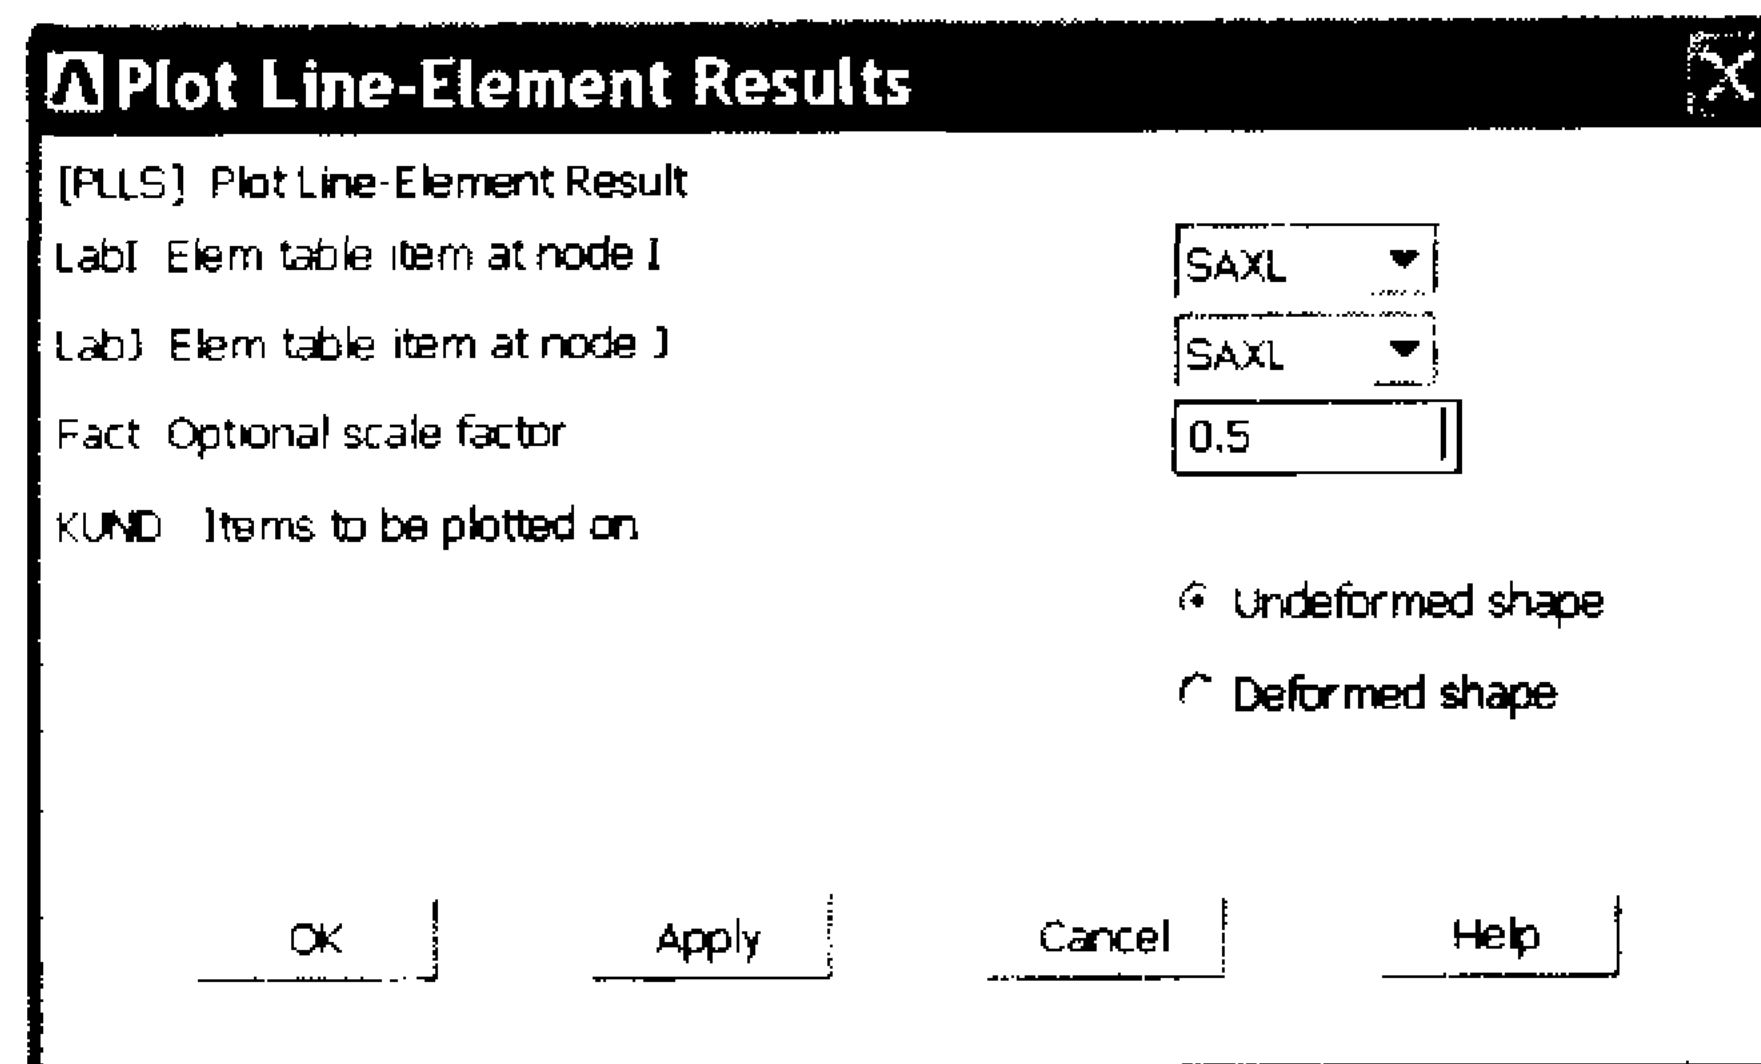 Plot Line-Element Results
[PLLS] Plot Line-Element Result
LabI Elem table item at node I SAXL
LabJ Elem table item at node J SAXL
Fact Optional scale factor 0.5
KUND Items to be plotted on
Undeformed shape
Deformed shape
OK Apply Cancel Help